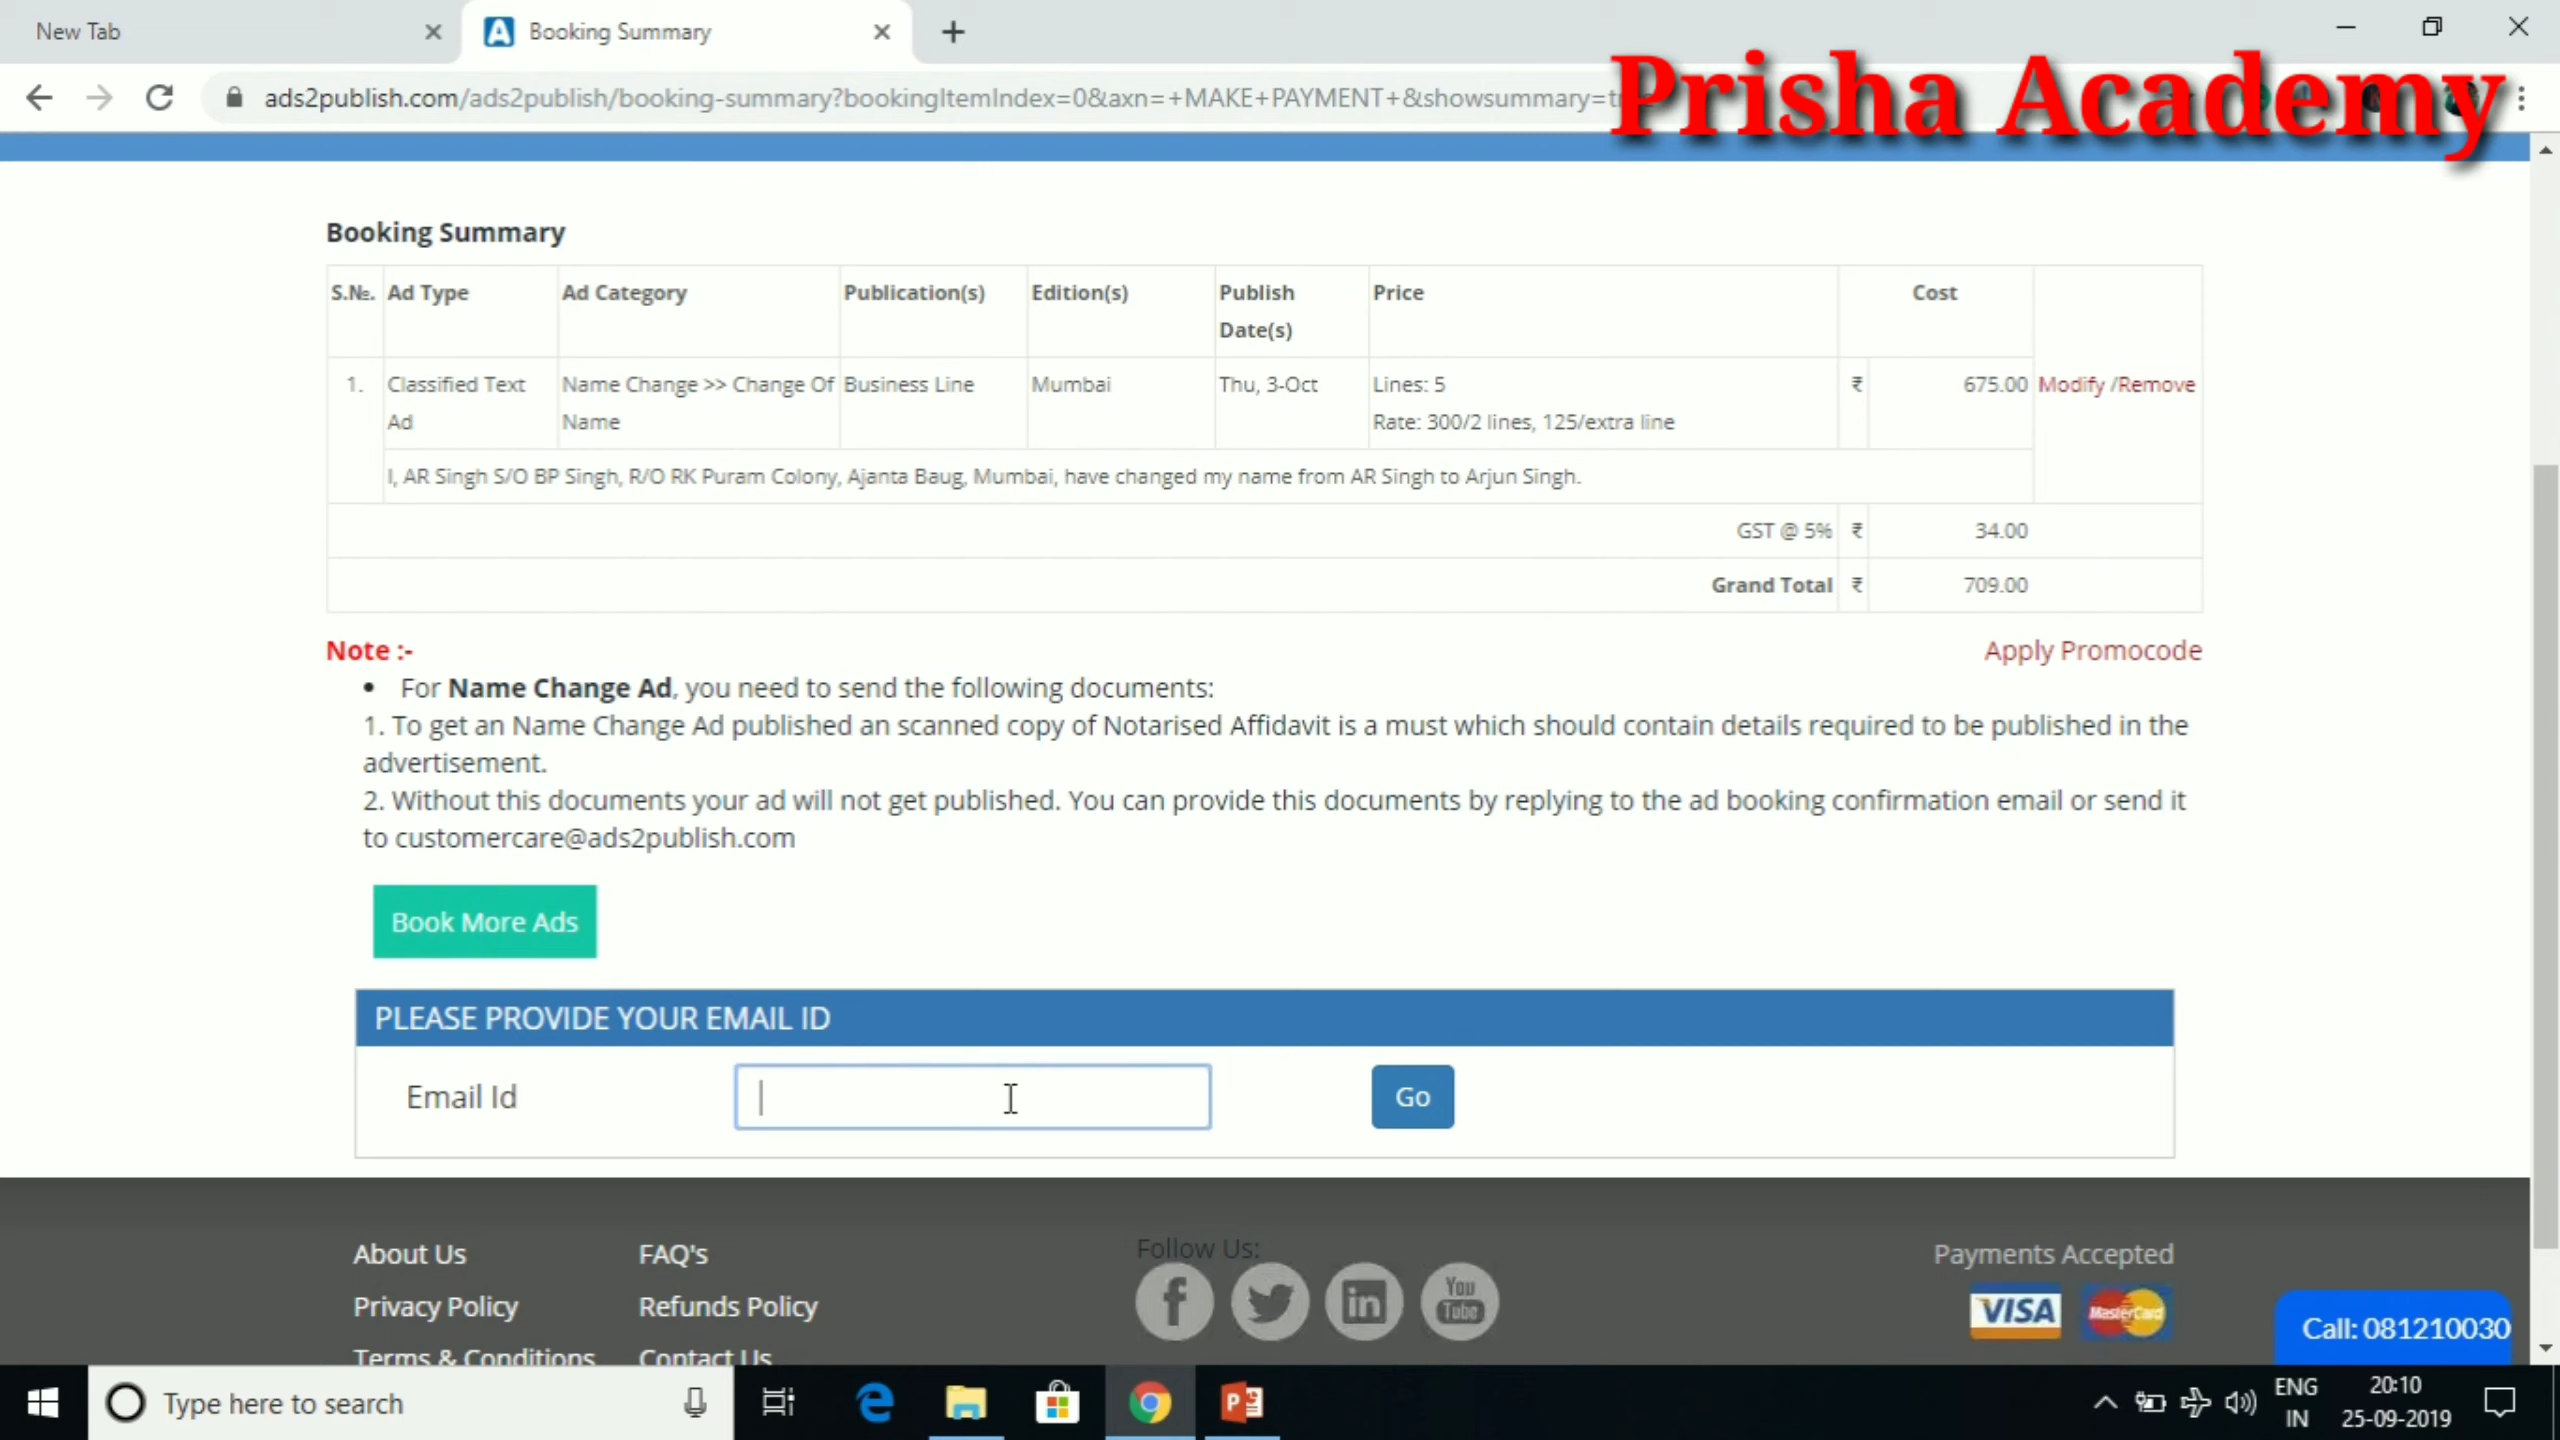 New Tab
Booking Summary
ads2publish.com/ads2publish/booking-summary?bookingItemIndex=0&axn=+MAKE+PAYMENT+&showsummary=t
Prisha Academy
Booking Summary
S.№. Ad Type Ad Category Publication(s) Edition(s) Publish Date(s) Price Cost
1. Classified Text Ad Name Change >> Change Of Name Business Line Mumbai Thu, 3-Oct Lines: 5 ₹ 675.00 Modify /Remove
Rate: 300/2 lines, 125/extra line
I, AR Singh S/O BP Singh, R/O RK Puram Colony, Ajanta Baug, Mumbai, have changed my name from AR Singh to Arjun Singh.
GST @ 5% ₹ 34.00
Grand Total ₹ 709.00
Note :-
Apply Promocode
• For Name Change Ad, you need to send the following documents:
1. To get an Name Change Ad published an scanned copy of Notarised Affidavit is a must which should contain details required to be published in the
advertisement.
2. Without this documents your ad will not get published. You can provide this documents by replying to the ad booking confirmation email or send it
to customercare@ads2publish.com
Book More Ads
PLEASE PROVIDE YOUR EMAIL ID
Email Id
Go
About Us FAQ's Follow Us: Payments Accepted
Privacy Policy Refunds Policy
You Tube
VISA MasterCard
Call: 081210030
Terms & Conditions Contact Us
Type here to search
ENG
IN
20:10
25-09-2019